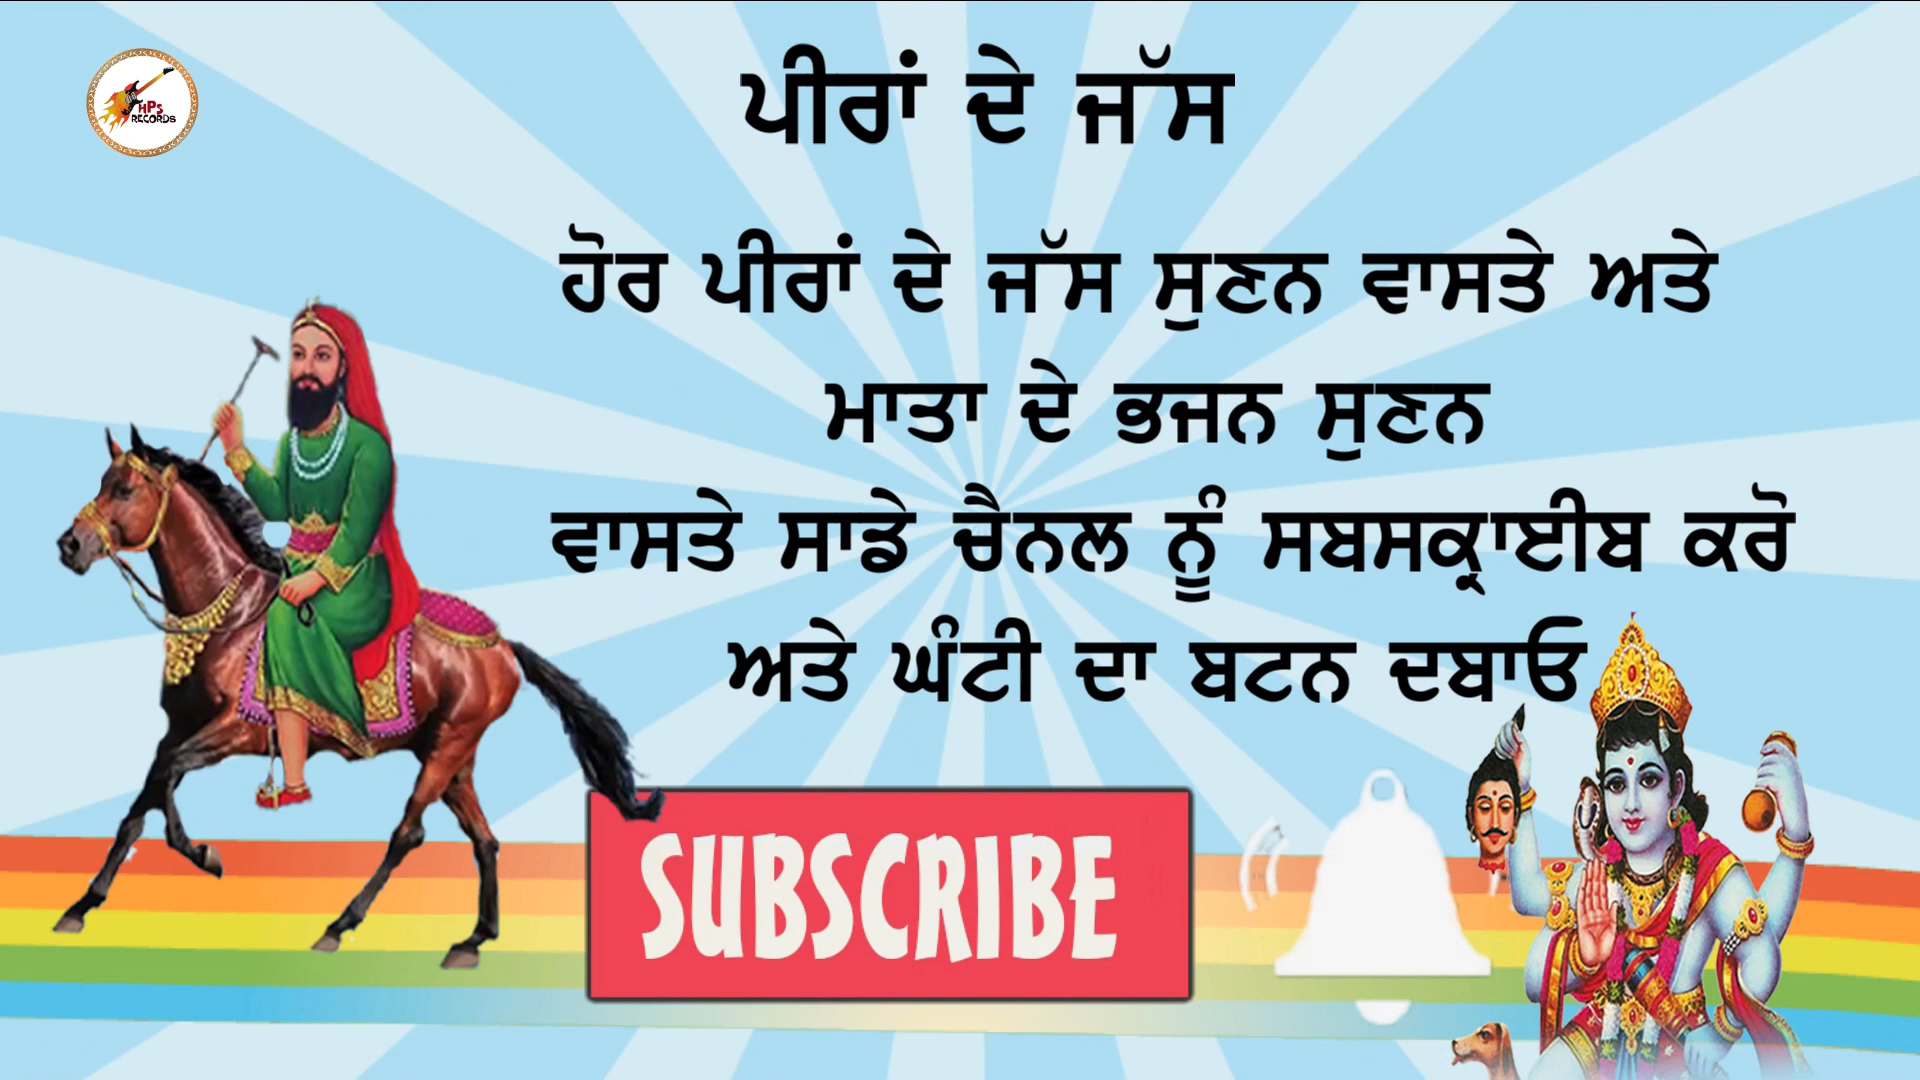 HPS
RECORDS
ਪੀਰਾਂ ਦੇ ਜੱਸ
ਹੋਰ ਪੀਰਾਂ ਦੇ ਜੱਸ ਸੁਣਨ ਵਾਸਤੇ ਅਤੇ
ਮਾਤਾ ਦੇ ਭਜਨ ਸੁਣਨ
ਵਾਸਤੇ ਸਾਡੇ ਚੈਨਲ ਨੂੰ ਸਬਸਕ੍ਰਾਈਬ ਕਰੋ
ਅਤੇ ਘੰਟੀ ਦਾ ਬਟਨ ਦਬਾਓ
SUBSCRIBE